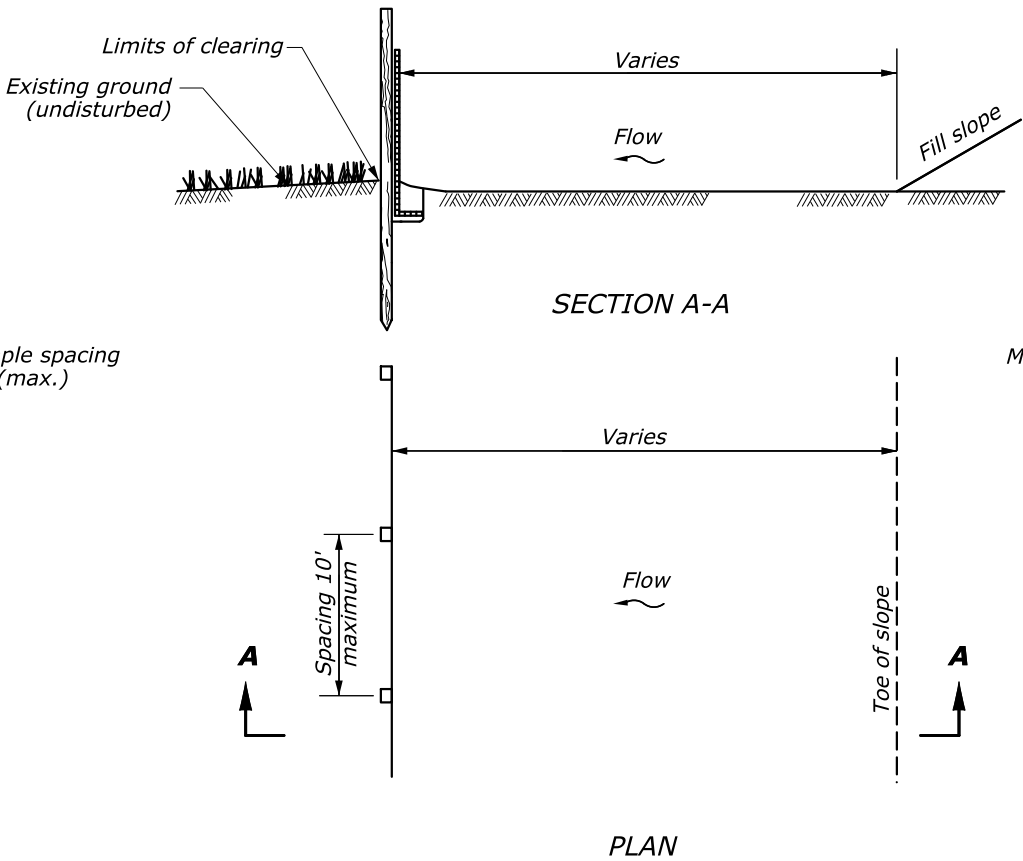 Limits of clearing
Existing ground
(undisturbed)
Varies
Flow
Fill slope
SECTION A-A
ple spacing
(max.)
M
Varies
Spacing 10'
maximum
Flow
Toe of slope
A
A
PLAN